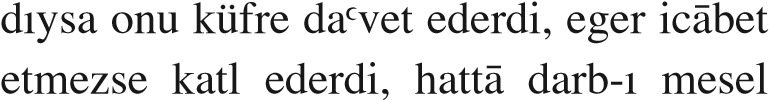 dıysa onu küfre daʿvet ederdi, eger icābet
etmezse katl ederdi, hattā darb-ı mesel